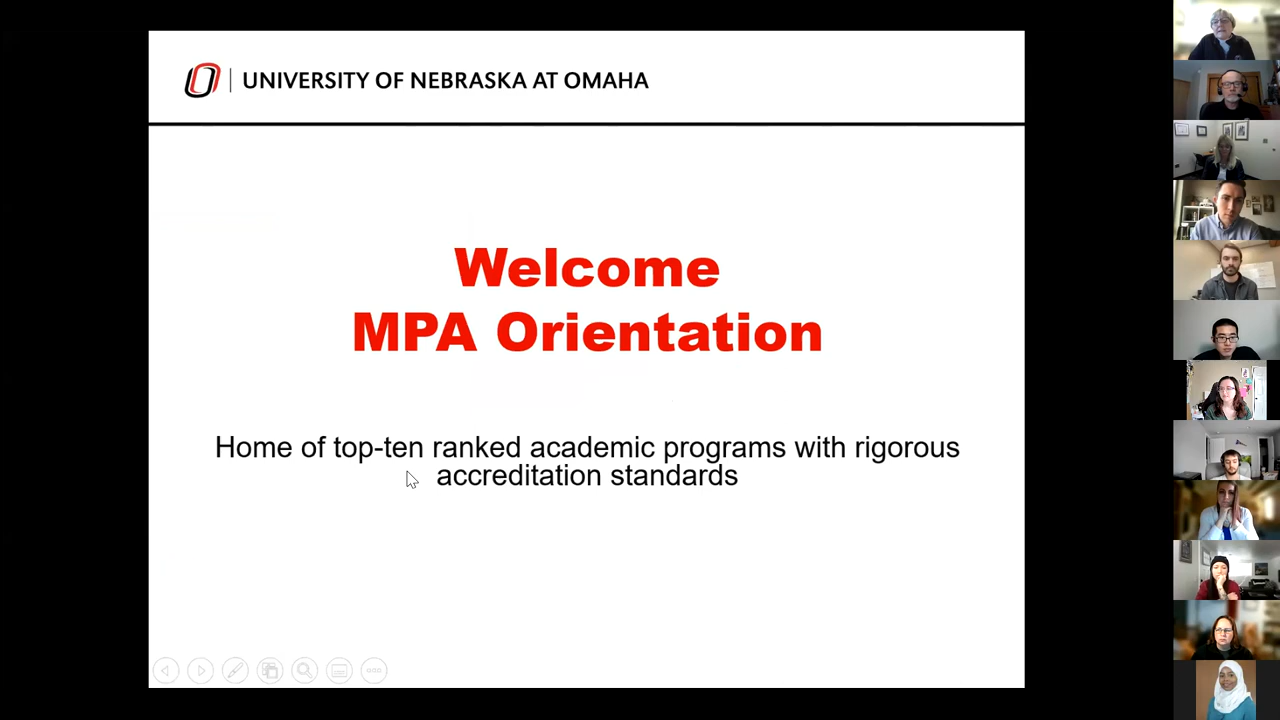 UNIVERSITY OF NEBRASKA AT OMAHA
Welcome
MPA Orientation
Home of top-ten ranked academic programs with rigorous
accreditation standards